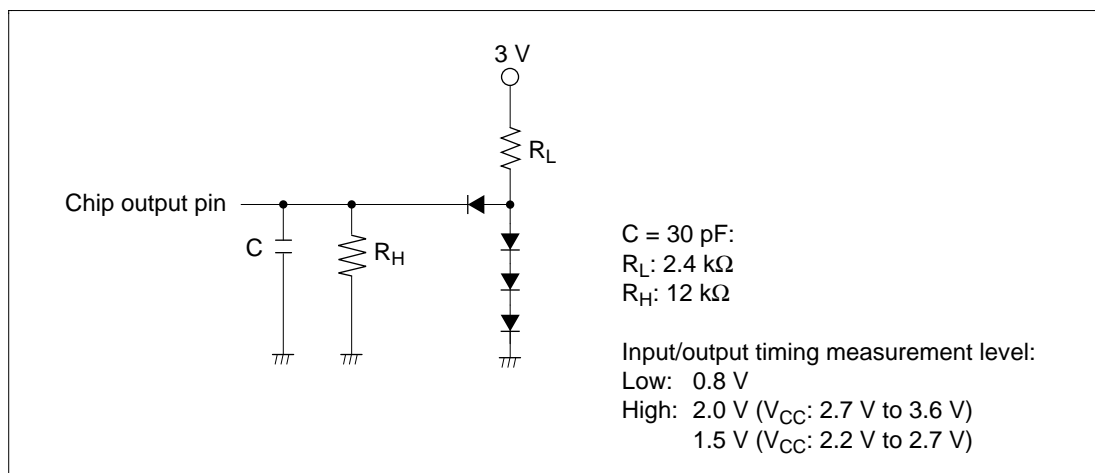 3 V
R_L
Chip output pin
C
R_H
C = 30 pF:
R_L: 2.4 kΩ
R_H: 12 kΩ
Input/output timing measurement level:
Low: 0.8 V
High: 2.0 V (V_CC: 2.7 V to 3.6 V)
1.5 V (V_CC: 2.2 V to 2.7 V)